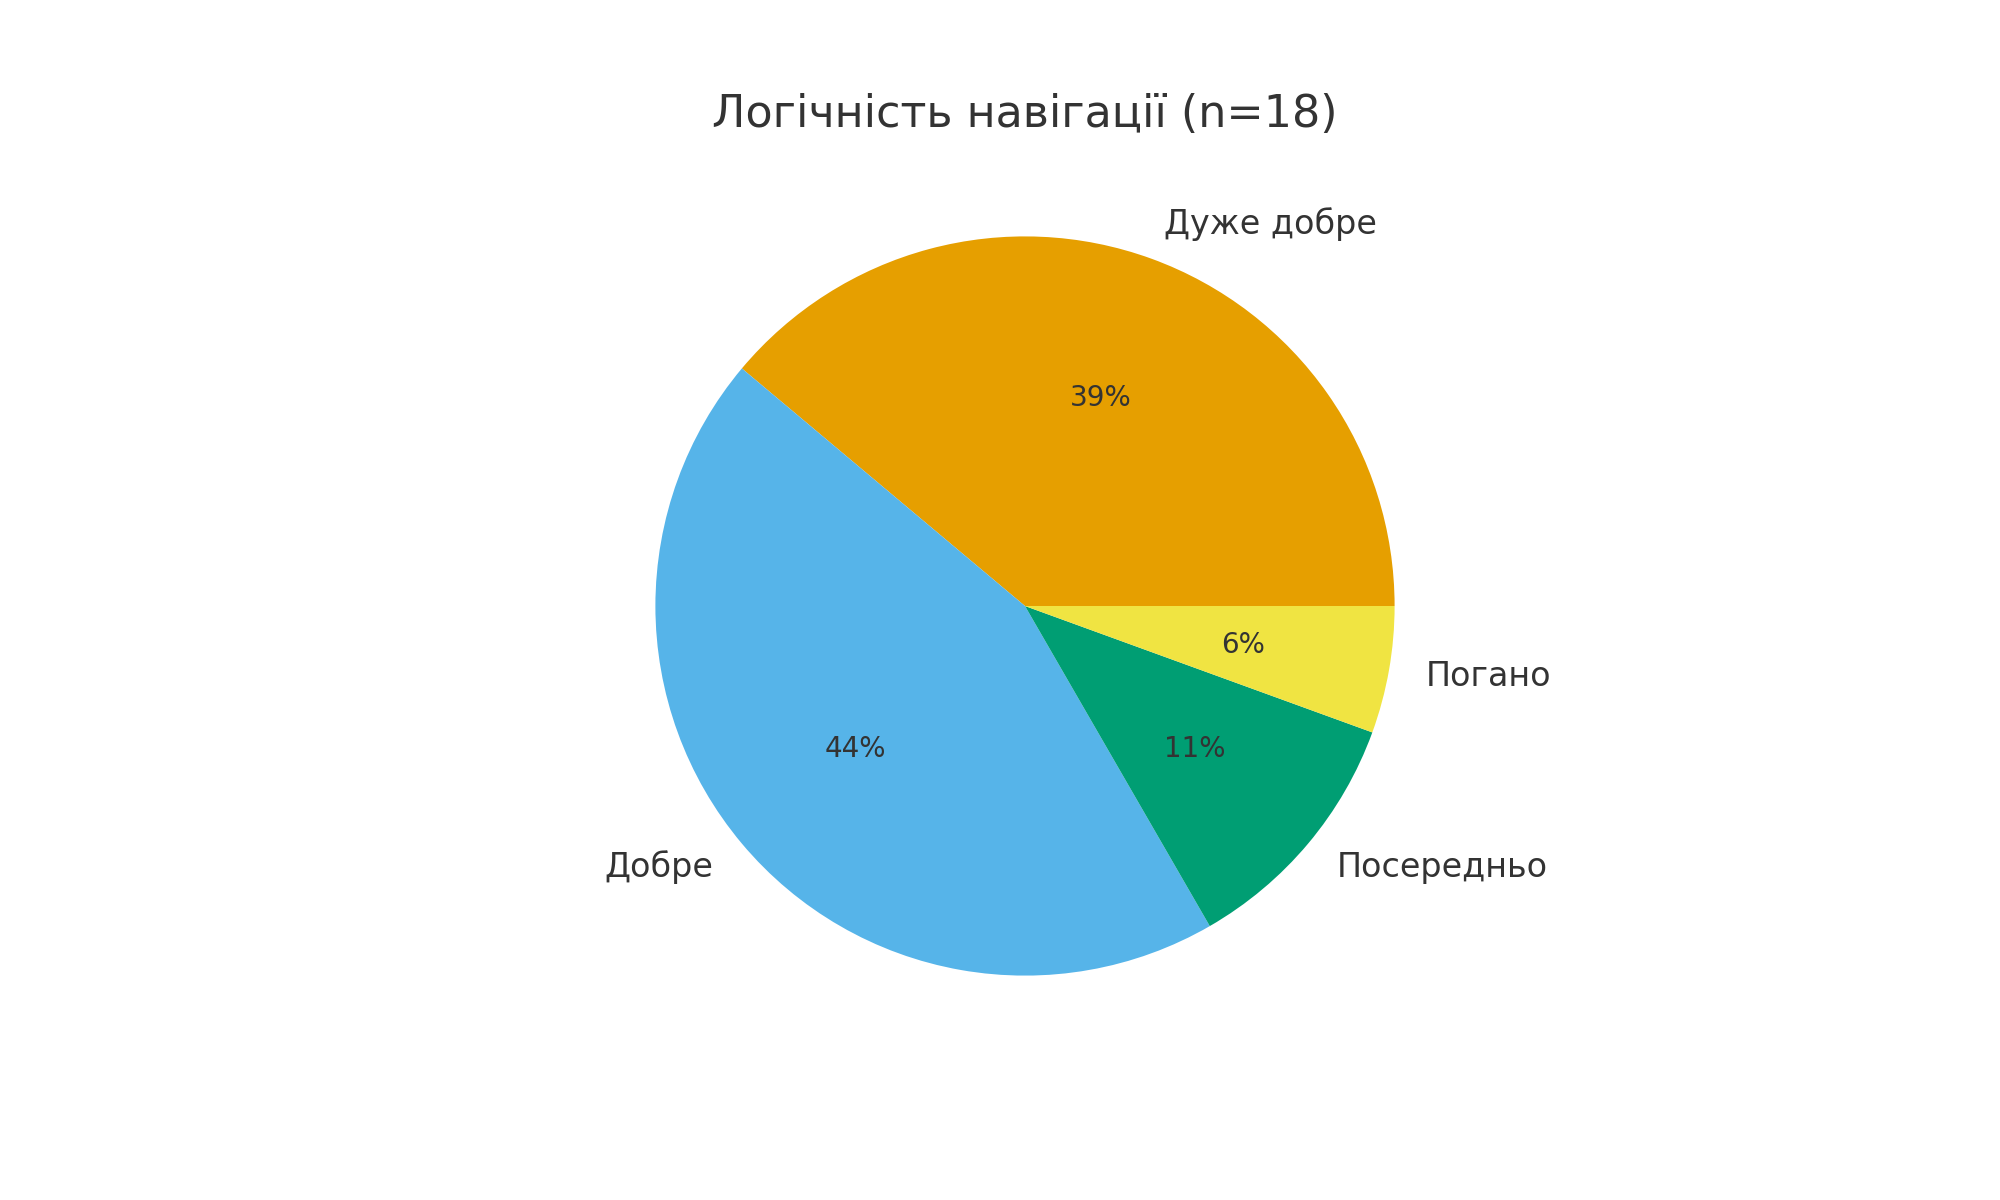 Логічність навігації (n=18)
Дуже добре
39%
6%
Погано
44%
11%
Добре
Посередньо